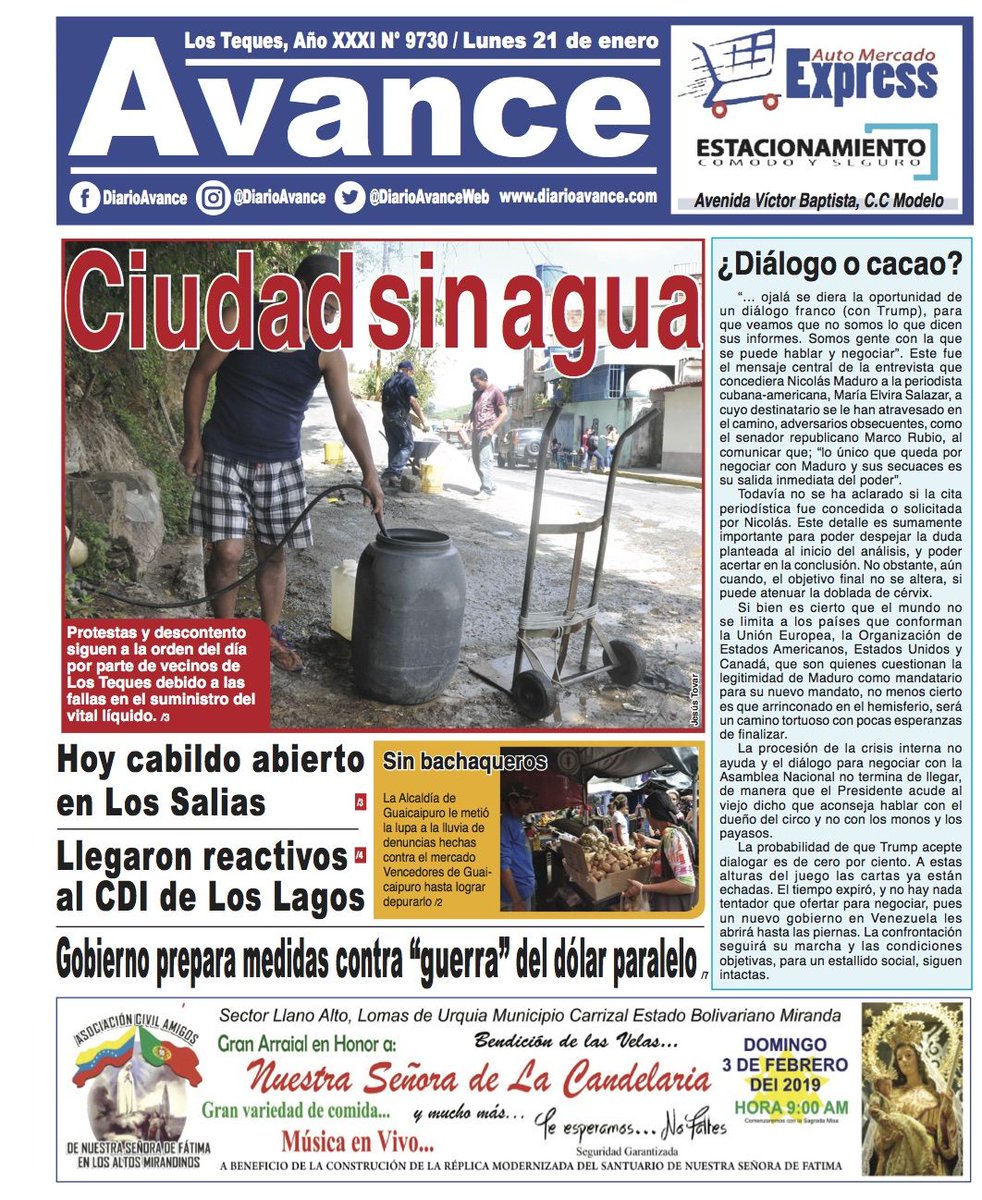 Los Teques, Año XXXI N° 9730 / Lunes 21 de enero
Avance
DiarioAvance @DiarioAvance @DiarioAvanceWeb www.diarioavance.com
Auto Mercado
Express
ESTACIONAMIENTO
COMODO Y SEGURO
Avenida Víctor Baptista, C.C Modelo
Ciudad sin agua
Protestas y descontento
siguen a la orden del día
por parte de vecinos de
Los Teques debido a las
fallas en el suministro del
vital líquido. /3
Jesús Tovar
Hoy cabildo abierto
en Los Salias /3
Llegaron reactivos /4
al CDI de Los Lagos
Sin bachaqueros
La Alcaldía de
Guaicaipuro le metió
la lupa a la lluvia de
denuncias hechas
contra el mercado
Vencedores de Guai-
caipuro hasta lograr
depurarlo /2
Gobierno prepara medidas contra “guerra” del dólar paralelo /7
¿Diálogo o cacao?
“... ojalá se diera la oportunidad de
un diálogo franco (con Trump), para
que veamos que no somos lo que dicen
sus informes. Somos gente con la que
se puede hablar y negociar”. Este fue
el mensaje central de la entrevista que
concediera Nicolás Maduro a la periodista
cubana-americana, María Elvira Salazar, a
cuyo destinatario se le han atravesado en
el camino, adversarios obsecuentes, como
el senador republicano Marco Rubio, al
comunicar que; “lo único que queda por
negociar con Maduro y sus secuaces es
su salida inmediata del poder”.
Todavía no se ha aclarado si la cita
periodística fue concedida o solicitada
por Nicolás. Este detalle es sumamente
importante para poder despejar la duda
planteada al inicio del análisis, y poder
acertar en la conclusión. No obstante, aún
cuando, el objetivo final no se altera, si
puede atenuar la doblada de cérvix.
Si bien es cierto que el mundo no
se limita a los países que conforman
la Unión Europea, la Organización de
Estados Americanos, Estados Unidos y
Canadá, que son quienes cuestionan la
legitimidad de Maduro como mandatario
para su nuevo mandato, no menos cierto
es que arrinconado en el hemisferio, será
un camino tortuoso con pocas esperanzas
de finalizar.
La procesión de la crisis interna no
ayuda y el diálogo para negociar con la
Asamblea Nacional no termina de llegar,
de manera que el Presidente acude al
viejo dicho que aconseja hablar con el
dueño del circo y no con los monos y los
payasos.
La probabilidad de que Trump acepte
dialogar es de cero por ciento. A estas
alturas del juego las cartas ya están
echadas. El tiempo expiró, y no hay nada
tentador que ofertar para negociar, pues
un nuevo gobierno en Venezuela les
abrirá hasta las piernas. La confrontación
seguirá su marcha y las condiciones
objetivas, para un estallido social, siguen
intactas.
ASOCIACIÓN CIVIL AMIGOS
DE NUESTRA SEÑORA DE FÁTIMA
EN LOS ALTOS MIRANDINOS
Sector Llano Alto, Lomas de Urquia Municipio Carrizal Estado Bolivariano Miranda
Gran Arraial en Honor a: Bendición de las Velas...
Nuestra Señora de La Candelaria
Gran variedad de comida... y mucho más... Te esperamos... No Faltes
Música en Vivo... Seguridad Garantizada
A BENEFICIO DE LA CONSTRUCIÓN DE LA RÉPLICA MODERNIZADA DEL SANTUARIO DE NUESTRA SEÑORA DE FATIMA
DOMINGO
3 DE FEBRERO
DEl 2019
HORA 9:00 AM
Comenzaremos con la Sagrada Misa